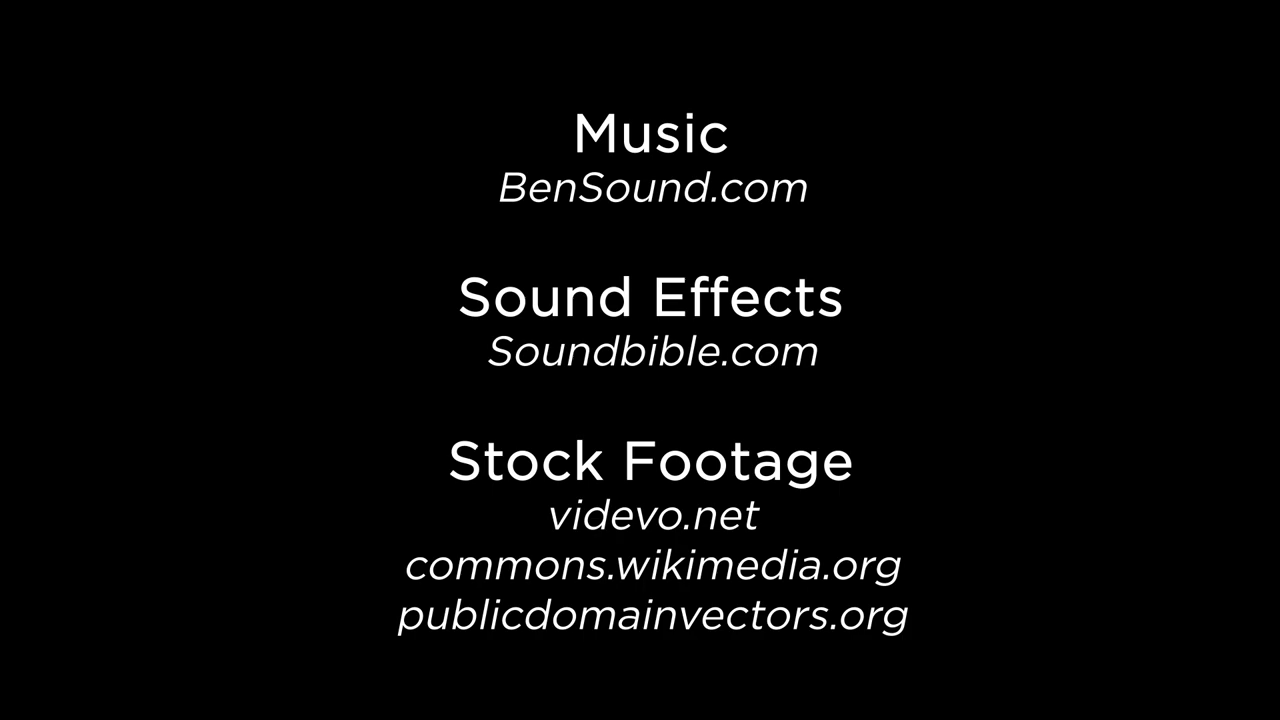 Music
BenSound.com
Sound Effects
Soundbible.com
Stock Footage
videvo.net
commons.wikimedia.org
publicdomainvectors.org